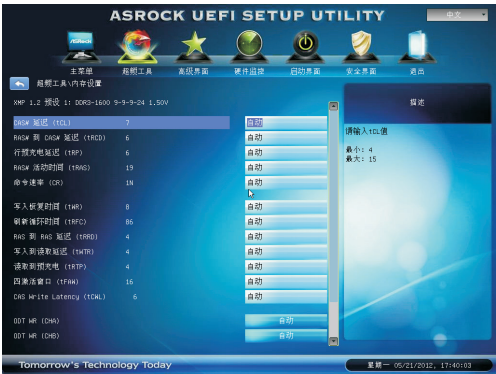 ASROCK UEFI SETUP UTILITY
中文
ASRock
主菜单 超频工具 高级界面 硬件监控 启动界面 安全界面 退出
超频工具\内存设置
XMP 1.2 预设 1: DDR3-1600 9-9-9-24 1.50V
描述
CAS# 延迟 (tCL) 7 自动
请输入tCL值
RAS# 到 CAS# 延迟 (tRCD) 6 自动
最小: 4
行预充电延迟 (tRP) 6 自动
最大: 15
RAS# 活动时间 (tRAS) 19 自动
命令速率 (CR) 1N 自动
写入恢复时间 (tWR) 8 自动
刷新循环时间 (tRFC) 86 自动
RAS 到 RAS 延迟 (tRRD) 4 自动
写入到读取延迟 (tWTR) 4 自动
读取到预充电 (tRTP) 4 自动
四激活窗口 (tFAW) 16 自动
CAS Write Latency (tCWL) 6 自动
ODT WR (CHA) 自动
ODT WR (CHB) 自动
Tomorrow's Technology Today
星期一 05/21/2012, 17:40:03